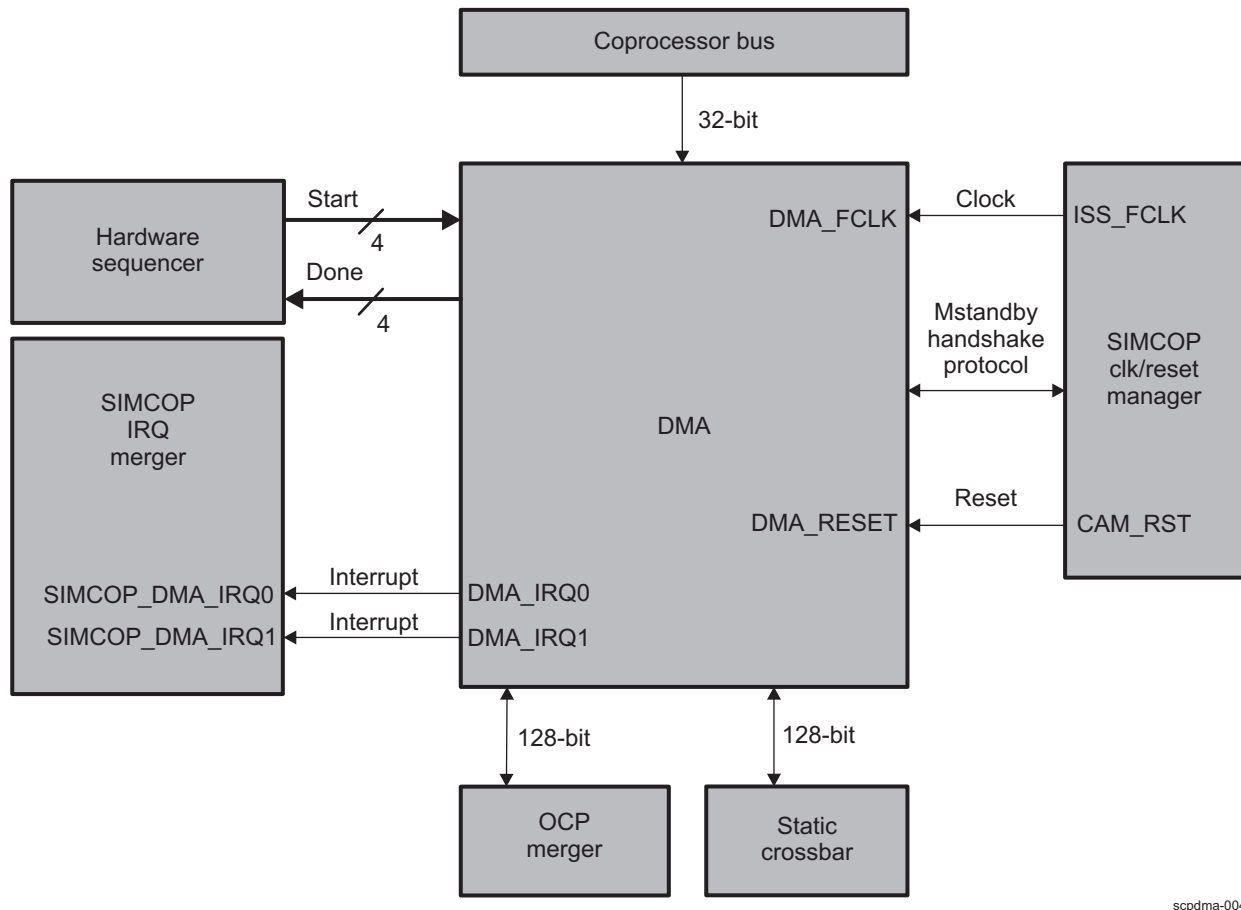 Coprocessor bus
32-bit
Hardware
sequencer
Start
4
Done
4
DMA_FCLK
Clock
ISS_FCLK
Mstandby
handshake
protocol
SIMCOP
clk/reset
manager
SIMCOP
IRQ
merger
DMA
DMA_RESET
Reset
CAM_RST
SIMCOP_DMA_IRQ0
Interrupt
DMA_IRQ0
SIMCOP_DMA_IRQ1
Interrupt
DMA_IRQ1
128-bit
128-bit
OCP
merger
Static
crossbar
scpdma-004